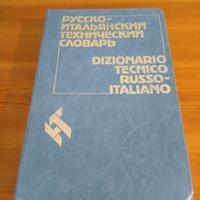 РУССКО-
ИТАЛЬЯНСКИЙ
ТЕХНИЧЕСКИЙ
СЛОВАРЬ
DIZIONARIO
TECNICO
RUSSO-
ITALIANO